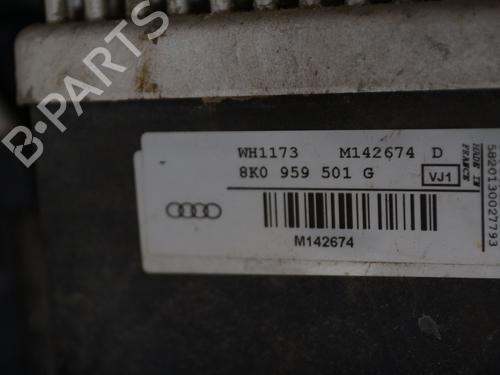 WH1173 M142674 D
8K0 959 501 G VJ1
M142674
MADE IN
FRANCE
5820130027793
B-PARTS